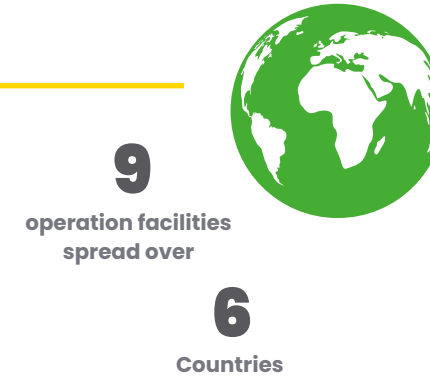 9
operation facilities
spread over
6
Countries